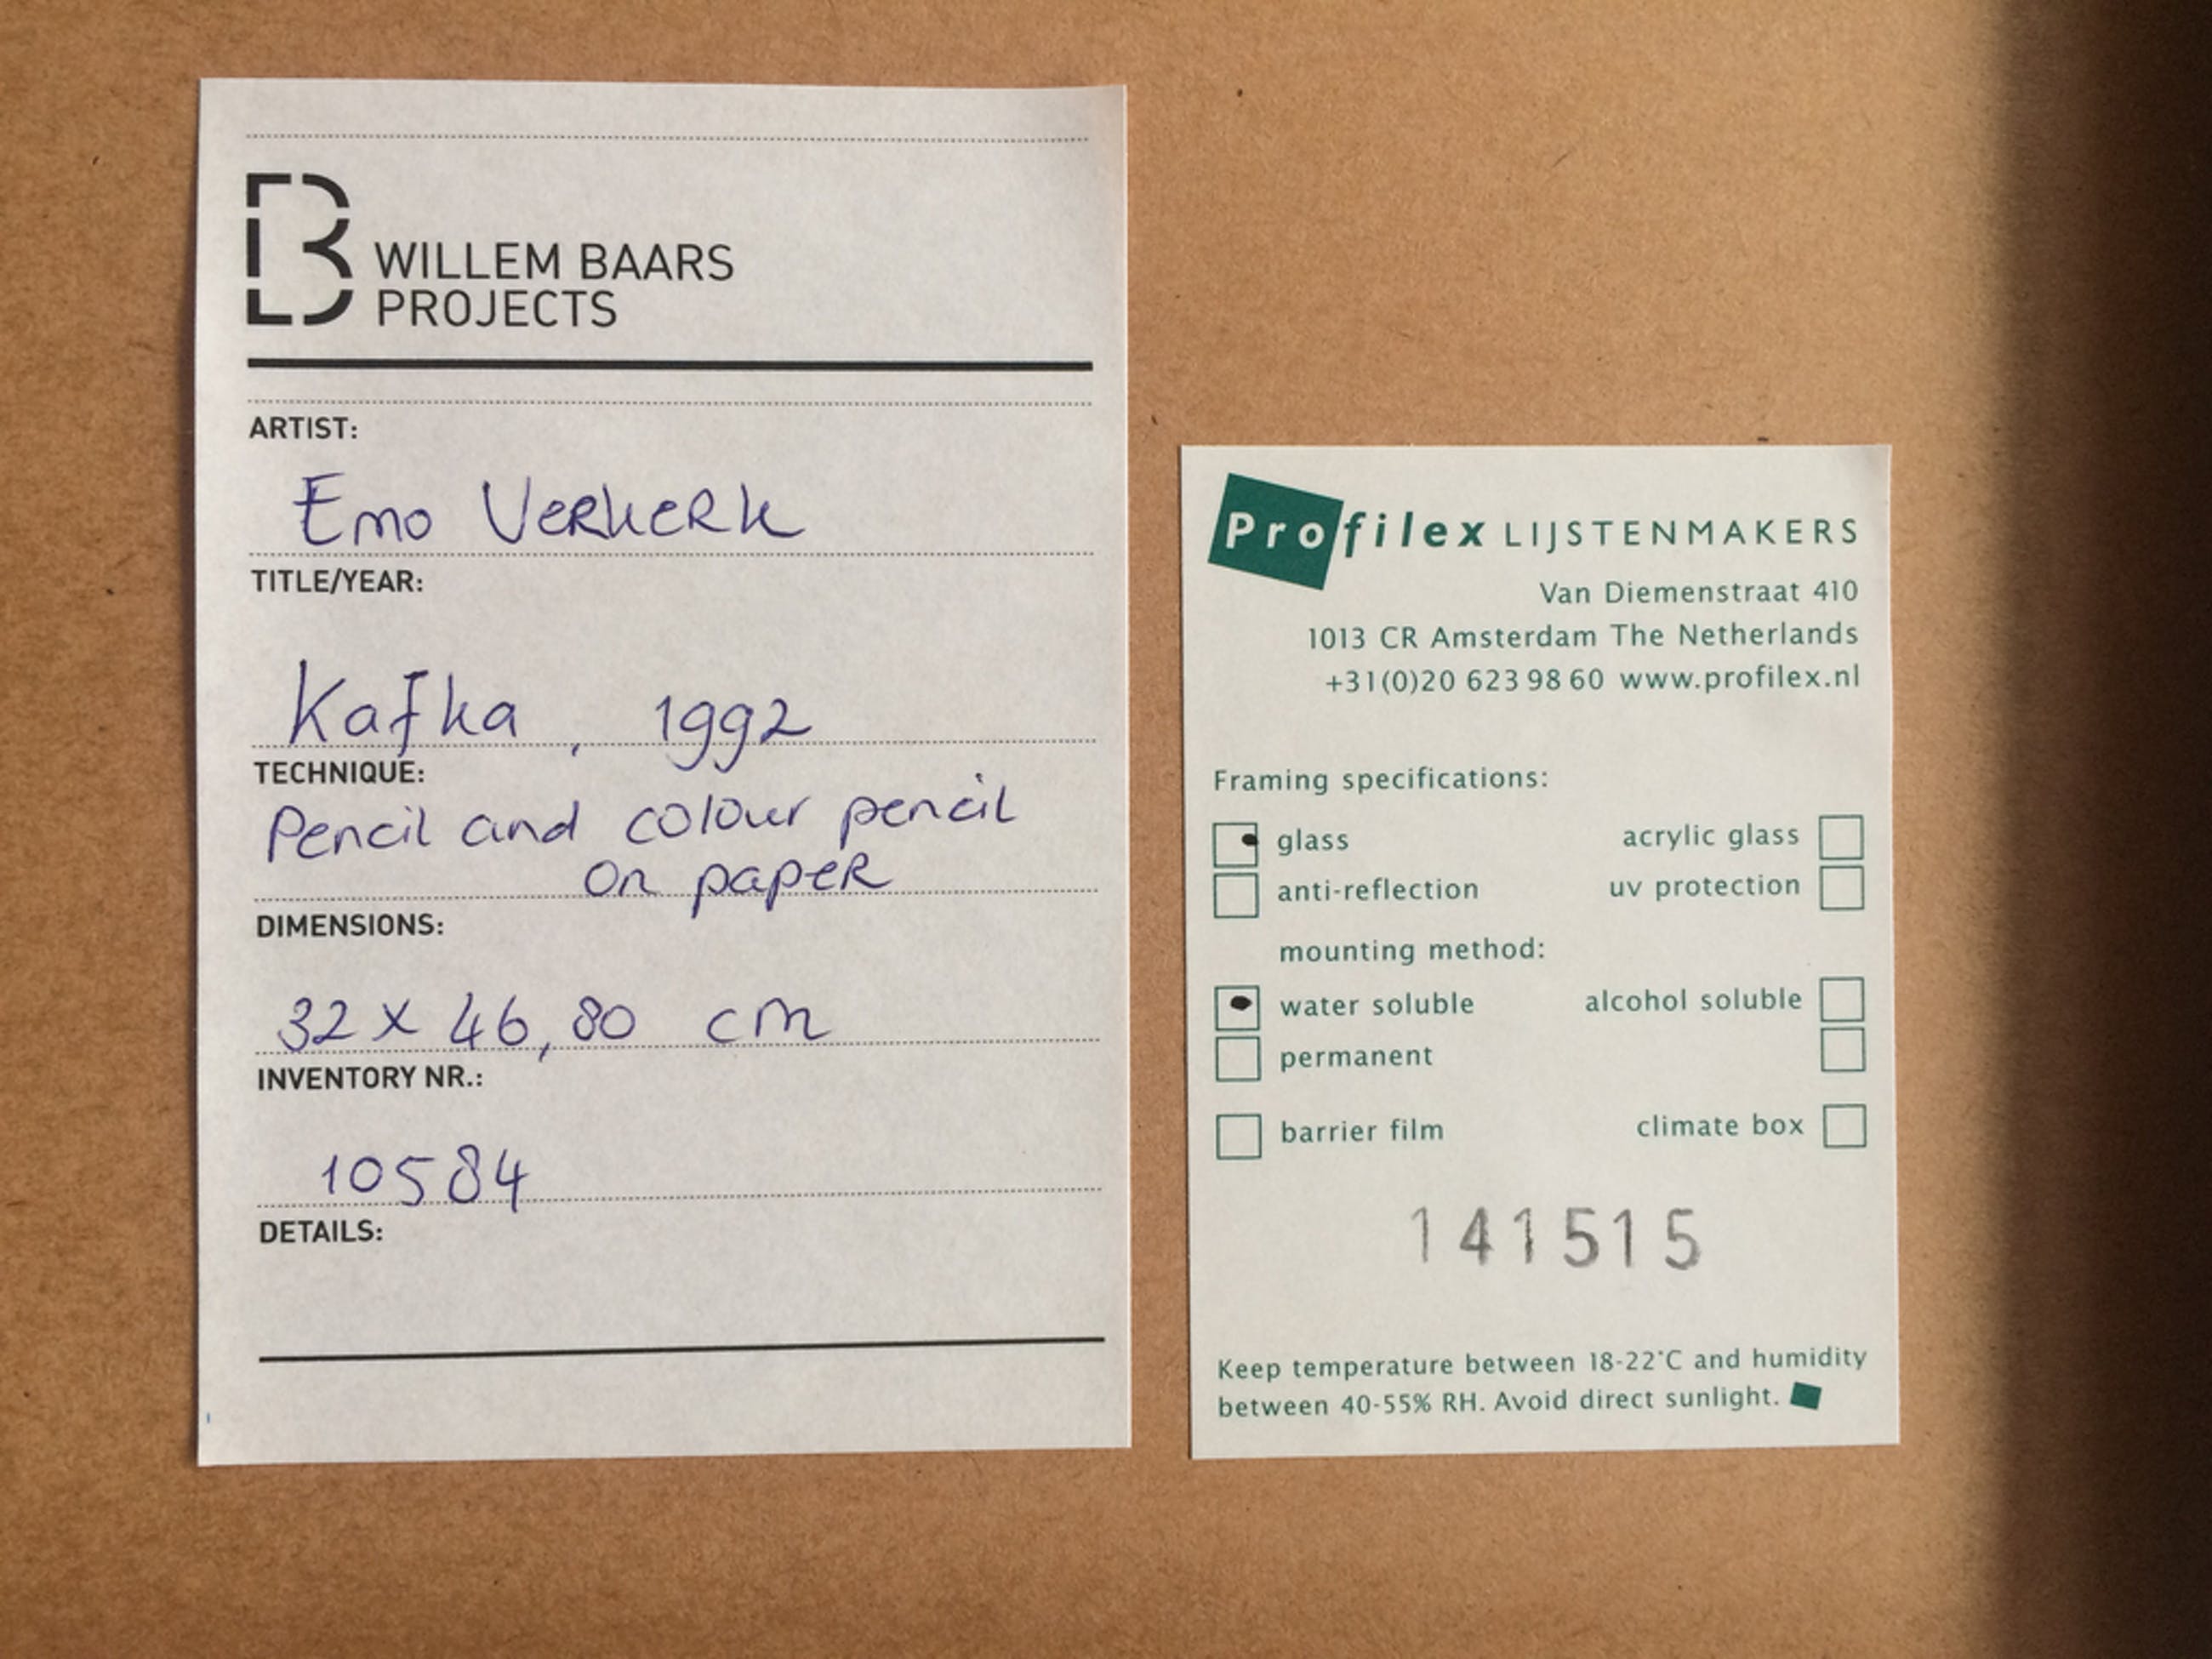 B WILLEM BAARS
PROJECTS
ARTIST:
Emo Verkerk
TITLE/YEAR:
Kafka, 1992
TECHNIQUE:
Pencil and colour pencil
on paper
DIMENSIONS:
32 x 46,80 cm
INVENTORY NR.:
10584
DETAILS:
Profilex LIJSTENMAKERS
Van Diemenstraat 410
1013 CR Amsterdam The Netherlands
+31(0)20 623 98 60 www.profilex.nl
Framing specifications:
glass acrylic glass
anti-reflection uv protection
mounting method:
water soluble alcohol soluble
permanent
barrier film climate box
141515
Keep temperature between 18-22°C and humidity
between 40-55% RH. Avoid direct sunlight.